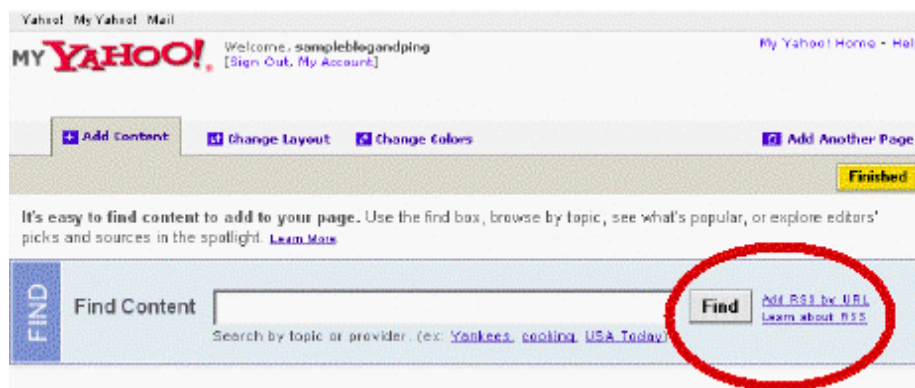 Yahoo! My Yahoo! Mail
MY YAHOO!
Welcome, sampleblogandping
[Sign Out, My Account]
My Yahoo! Home - Hel
Add Content Change Layout Change Colors Add Another Page
Finished
It's easy to find content to add to your page. Use the find box, browse by topic, see what's popular, or explore editors'
picks and sources in the spotlight. Learn More
FIND
Find Content Find
Add RSS by URL
Learn about RSS
Search by topic or provider. (ex: Yankees, cooking, USA Today)